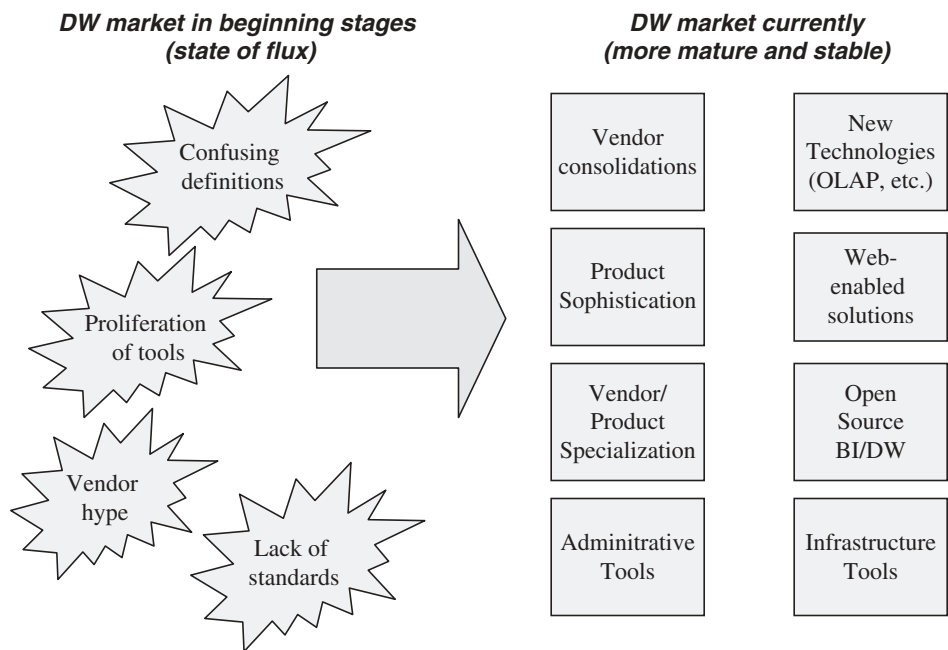 DW market in beginning stages
(state of flux)
Confusing
definitions
Proliferation
of tools
Vendor
hype
Lack of
standards
DW market currently
(more mature and stable)
Vendor
consolidations
New
Technologies
(OLAP, etc.)
Product
Sophistication
Web-
enabled
solutions
Vendor/
Product
Specialization
Open
Source
BI/DW
Adminitrative
Tools
Infrastructure
Tools